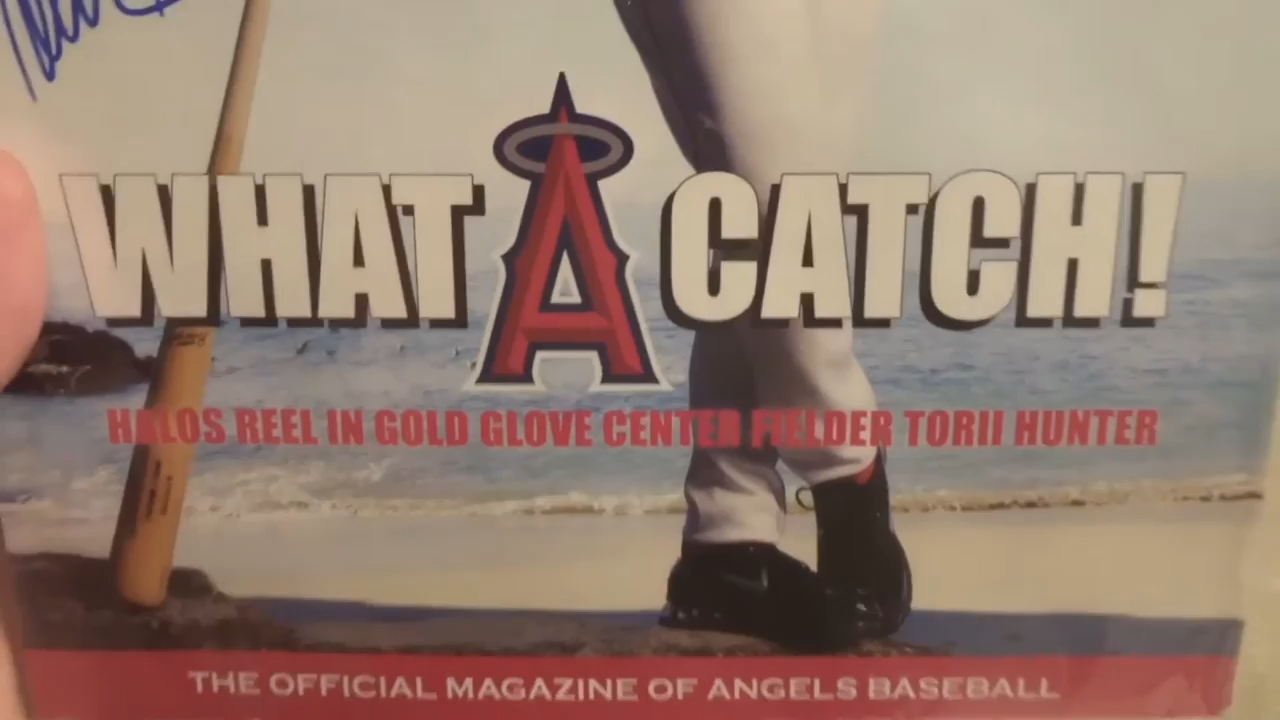 WHAT A CATCH!
HALOS REEL IN GOLD GLOVE CENTER FIELDER TORII HUNTER
THE OFFICIAL MAGAZINE OF ANGELS BASEBALL